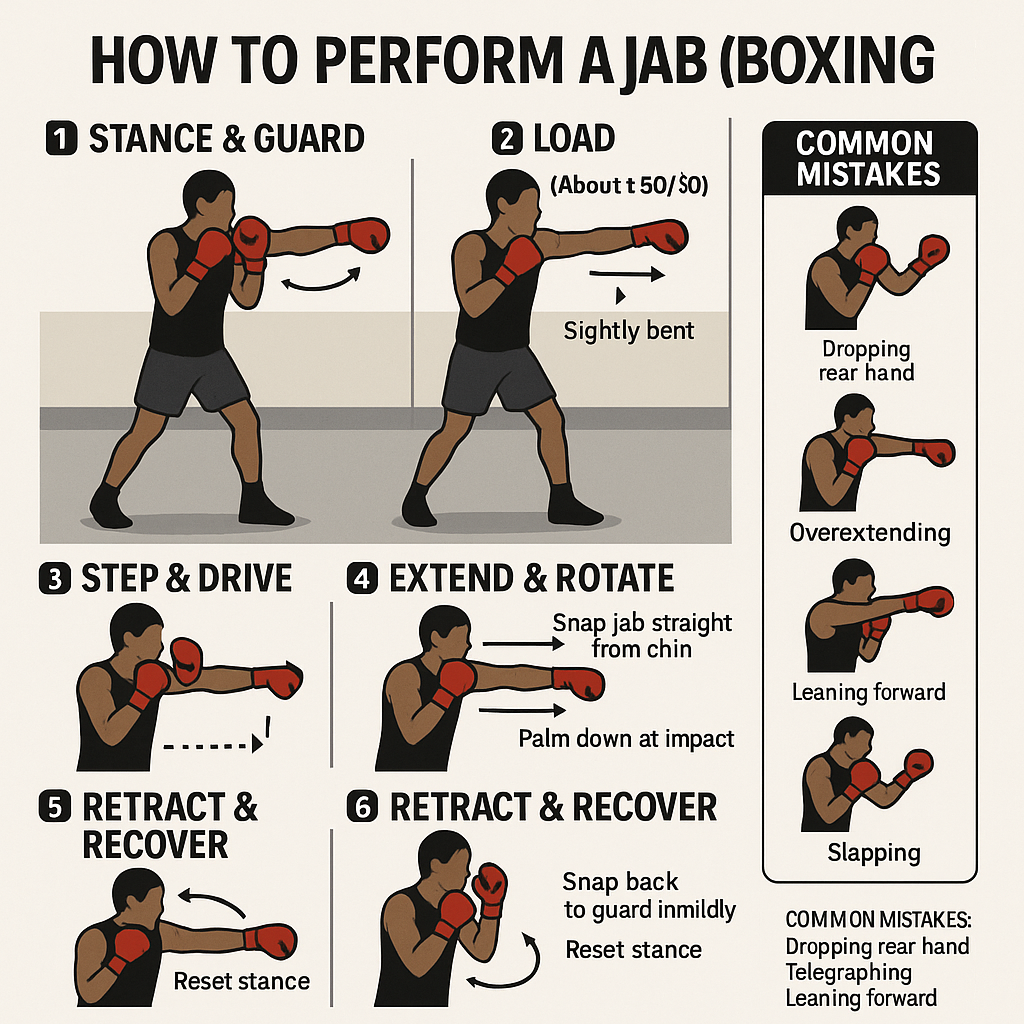 HOW TO PERFORM A JAB (BOXING
1 STANCE & GUARD
2 LOAD
(About t 50/$0)
Sightly bent
3 STEP & DRIVE
4 EXTEND & ROTATE
Snap jab straight
from chin
Palm down at impact
5 RETRACT &
RECOVER
Reset stance
6 RETRACT & RECOVER
Snap back
to guard inmildly
Reset stance
COMMON
MISTAKES
Dropping
rear hand
Overextending
Leaning forward
Slapping
COMMON MISTAKES:
Dropping rear hand
Telegraphing
Leaning forward